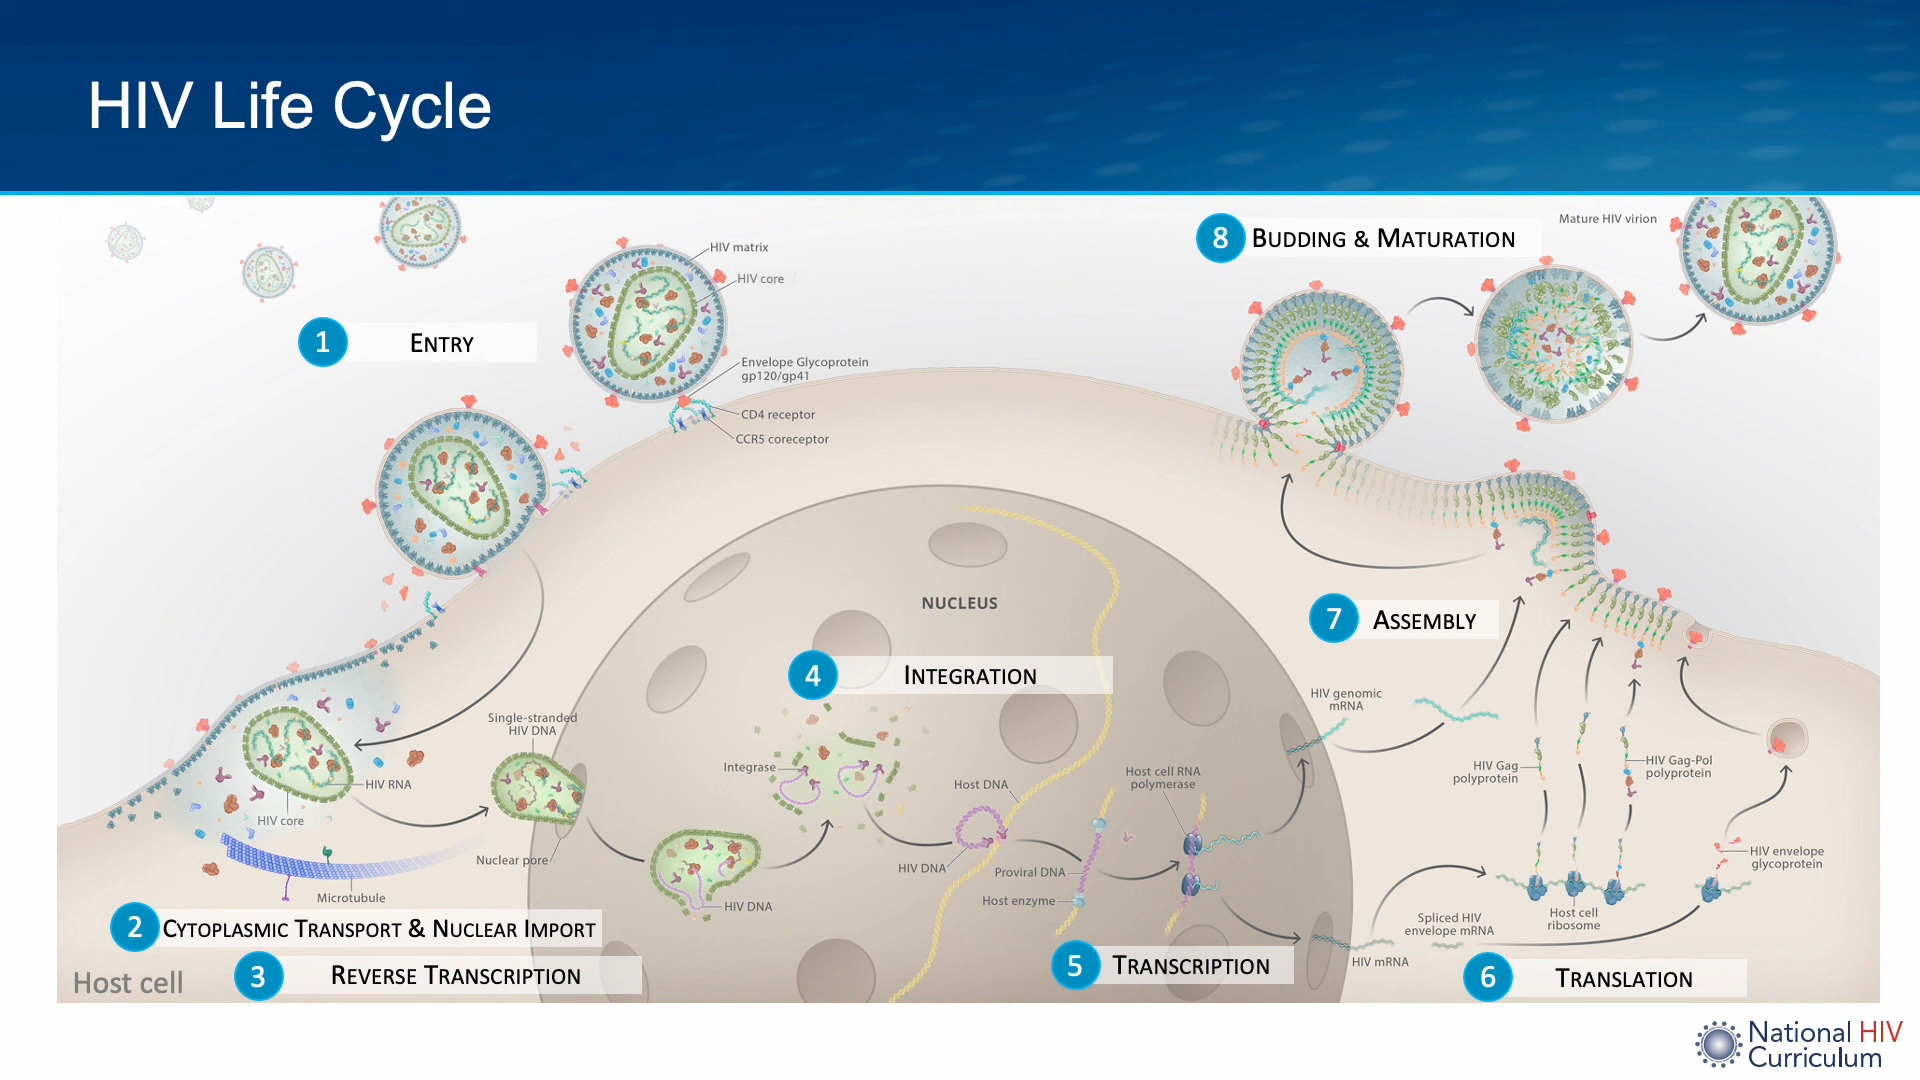 HIV Life Cycle
1 ENTRY
HIV matrix
HIV core
Envelope Glycoprotein
gp120/gp41
CD4 receptor
CCR5 coreceptor
HIV RNA
HIV core
Microtubule
2 CYTOPLASMIC TRANSPORT & NUCLEAR IMPORT
3 REVERSE TRANSCRIPTION
Host cell
Single-stranded
HIV DNA
Nuclear pore
NUCLEUS
4 INTEGRATION
Integrase
HIV DNA
Host DNA
HIV DNA
Proviral DNA
Host enzyme
Host cell RNA
polymerase
5 TRANSCRIPTION
HIV genomic
mRNA
HIV mRNA
Spliced HIV
envelope mRNA
Host cell
ribosome
6 TRANSLATION
HIV Gag
polyprotein
HIV Gag-Pol
polyprotein
HIV envelope
glycoprotein
7 ASSEMBLY
8 BUDDING & MATURATION
Mature HIV virion
National HIV
Curriculum